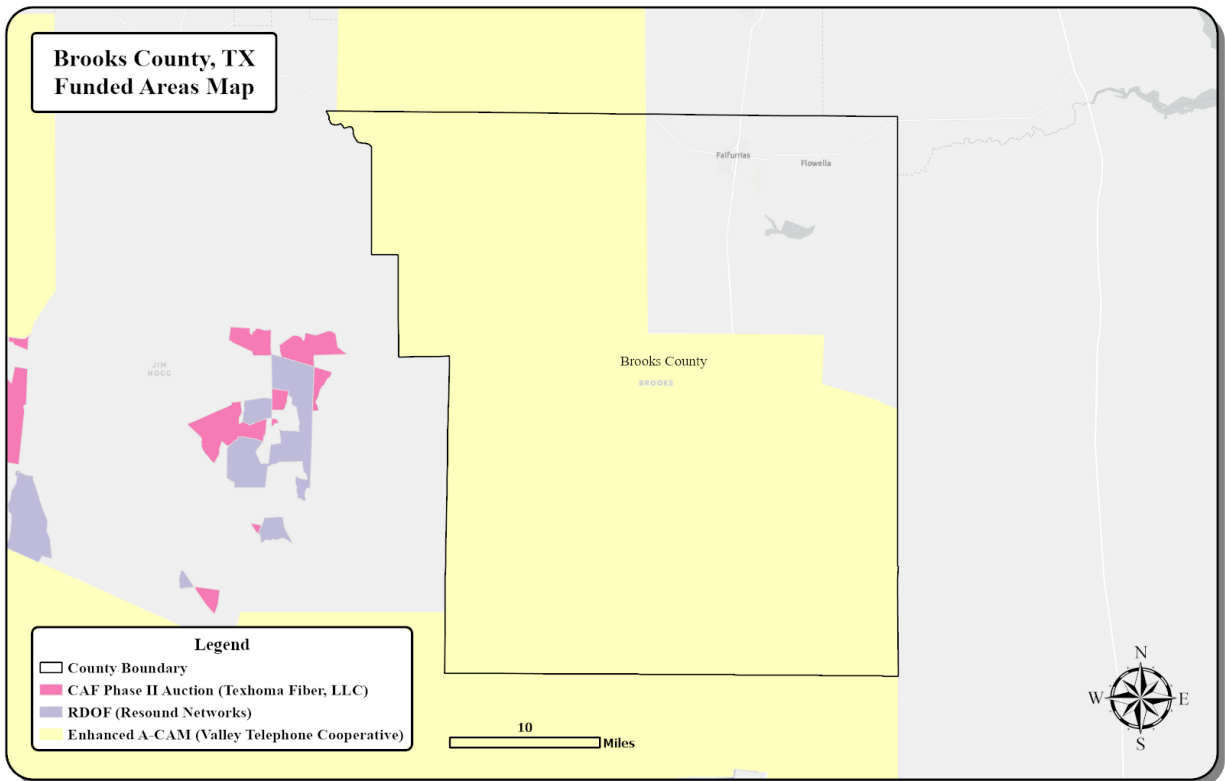 Brooks County, TX
Funded Areas Map
Falfurrias
Flowella
JIM
HOGG
Brooks County
BROOKS
Legend
County Boundary
CAF Phase II Auction (Texhoma Fiber, LLC)
RDOF (Resound Networks)
Enhanced A-CAM (Valley Telephone Cooperative)
10
Miles
N
W
E
S